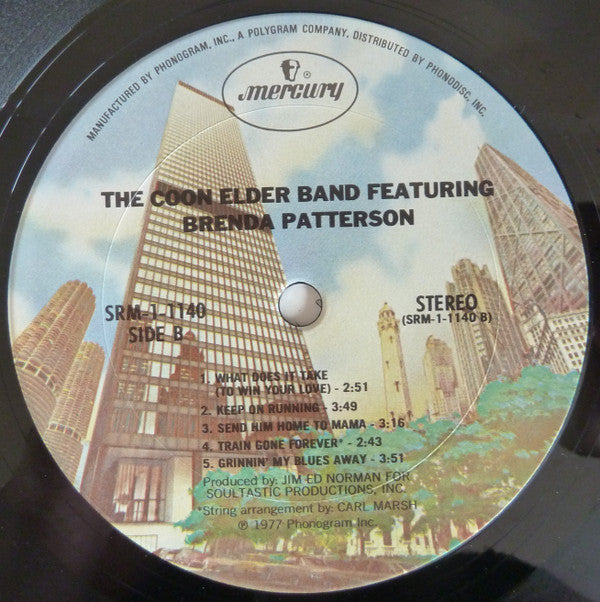 MANUFACTURED BY PHONOGRAM, INC., A POLYGRAM COMPANY. DISTRIBUTED BY PHONODISC, INC.
®
mercury
THE COON ELDER BAND FEATURING
BRENDA PATTERSON
SRM-1-1140
SIDE B
STEREO
(SRM-1-1140 B)
1. WHAT DOES IT TAKE
(TO WIN YOUR LOVE) - 2:51
2. KEEP ON RUNNING - 3:49
3. SEND HIM HOME TO MAMA - 3:16
4. TRAIN GONE FOREVER* - 2:43
5. GRINNIN' MY BLUES AWAY - 3:51
Produced by: JIM ED NORMAN FOR
SOULTASTIC PRODUCTIONS, INC.
*String arrangement by: CARL MARSH
℗ 1977 Phonogram Inc.